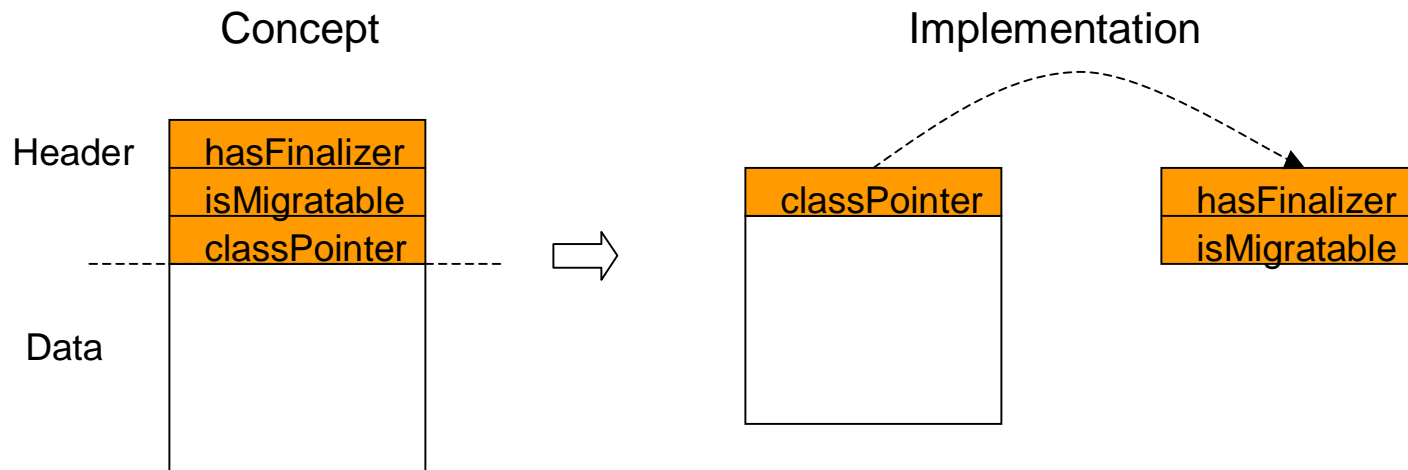 Concept
Header
hasFinalizer
isMigratable
classPointer
Data
Implementation
classPointer
hasFinalizer
isMigratable